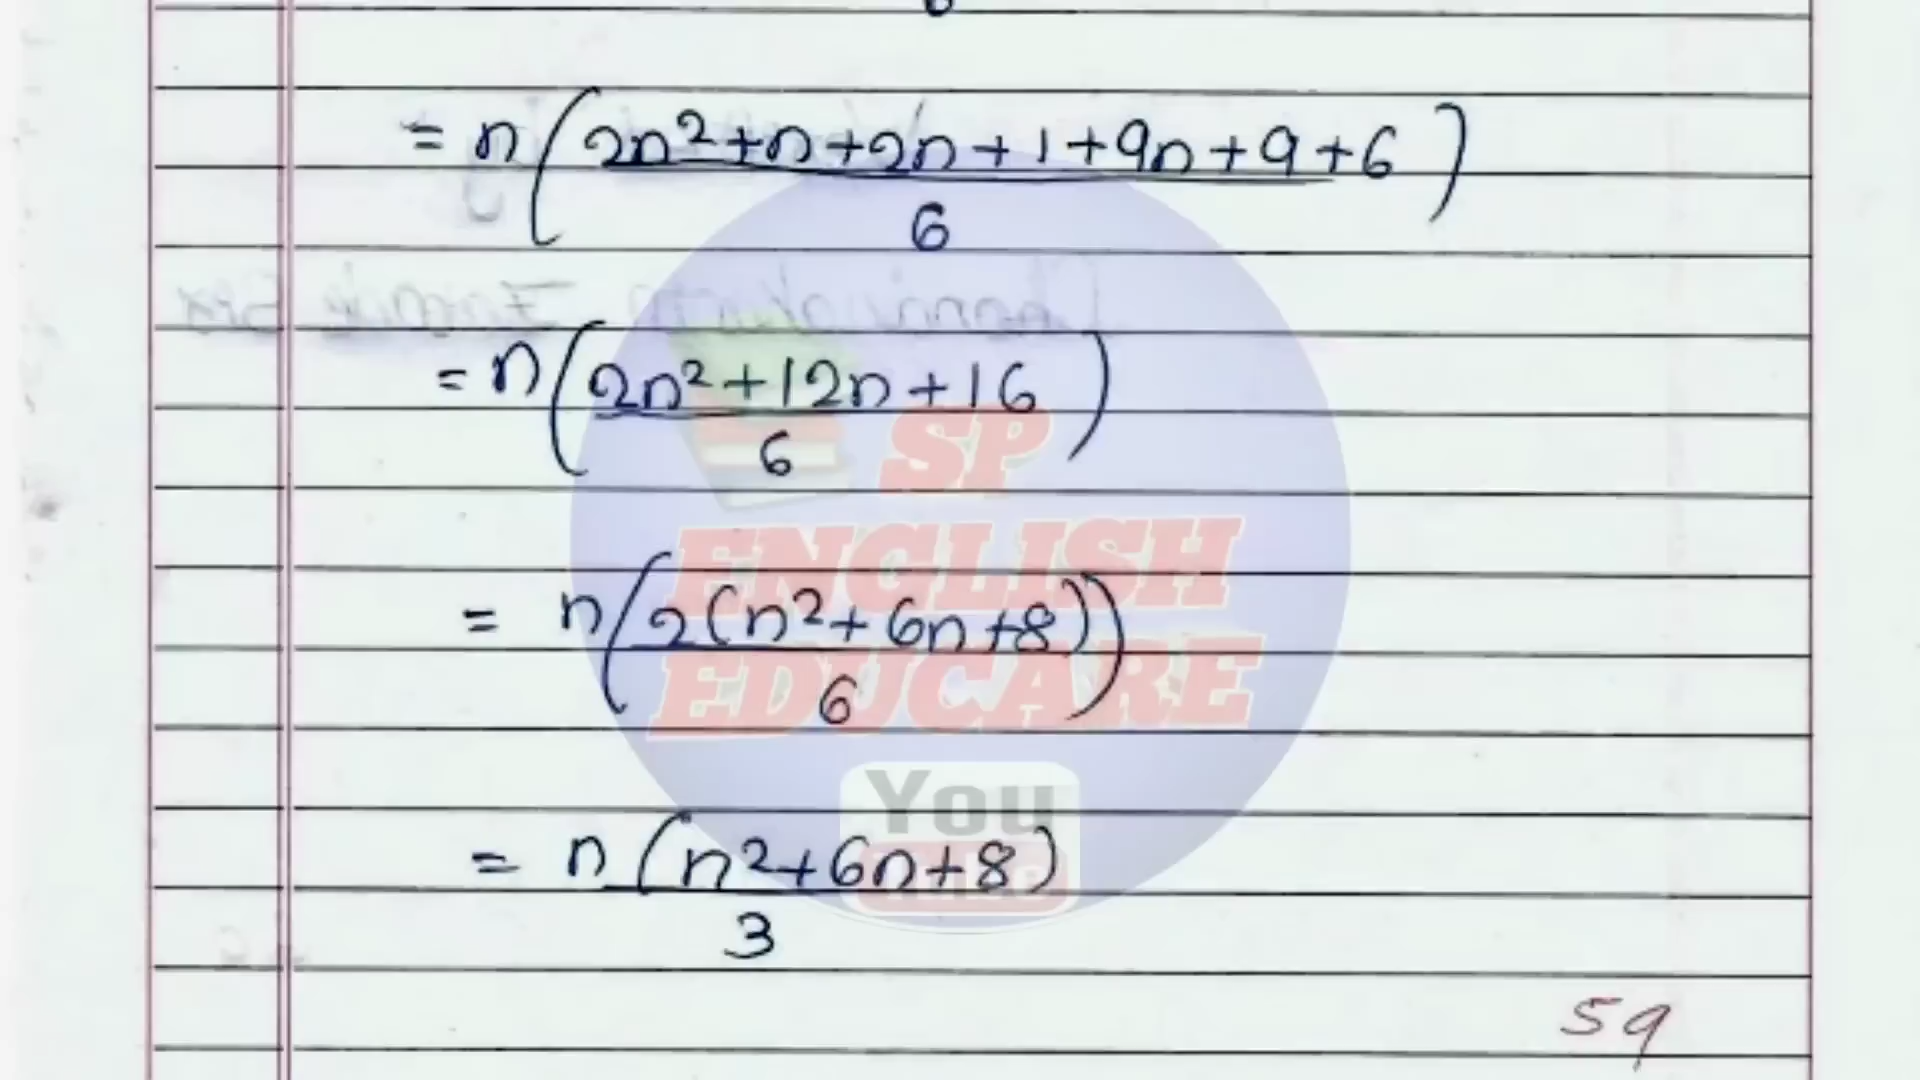 = n(2n²+n+2n+1+9n+9+6)
6
= n(2n²+12n+16)
6
= n(2(n²+6n+8))
6
= n(n²+6n+8)
3
59
SP
ENGLISH
EDUCARE
You